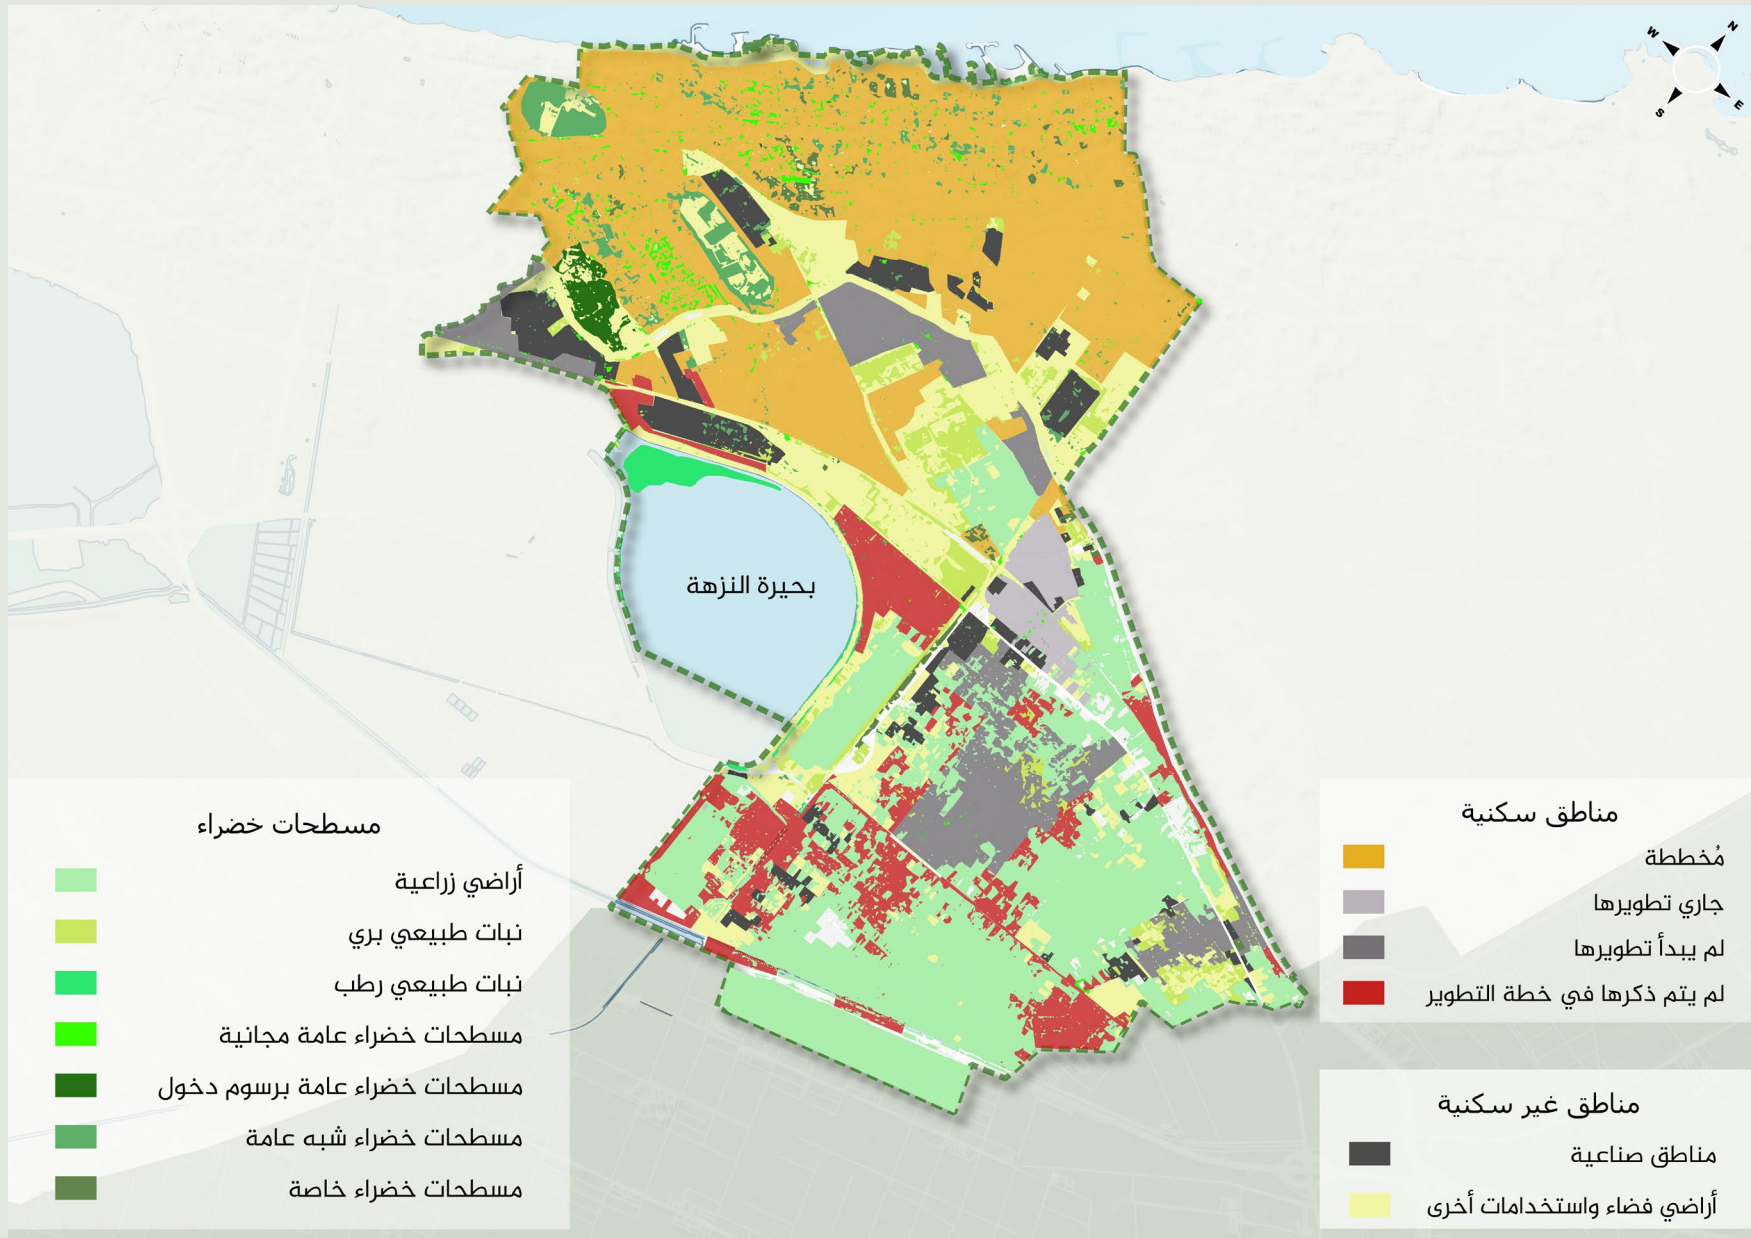 N
W
E
S
بحيرة النزهة
مناطق سكنية
مُخططة
جاري تطويرها
لم يبدأ تطويرها
لم يتم ذكرها في خطة التطوير
مناطق غير سكنية
مناطق صناعية
أراضي فضاء واستخدامات أخرى
مسطحات خضراء
أراضي زراعية
نبات طبيعي بري
نبات طبيعي رطب
مسطحات خضراء عامة مجانية
مسطحات خضراء عامة برسوم دخول
مسطحات خضراء شبه عامة
مسطحات خضراء خاصة